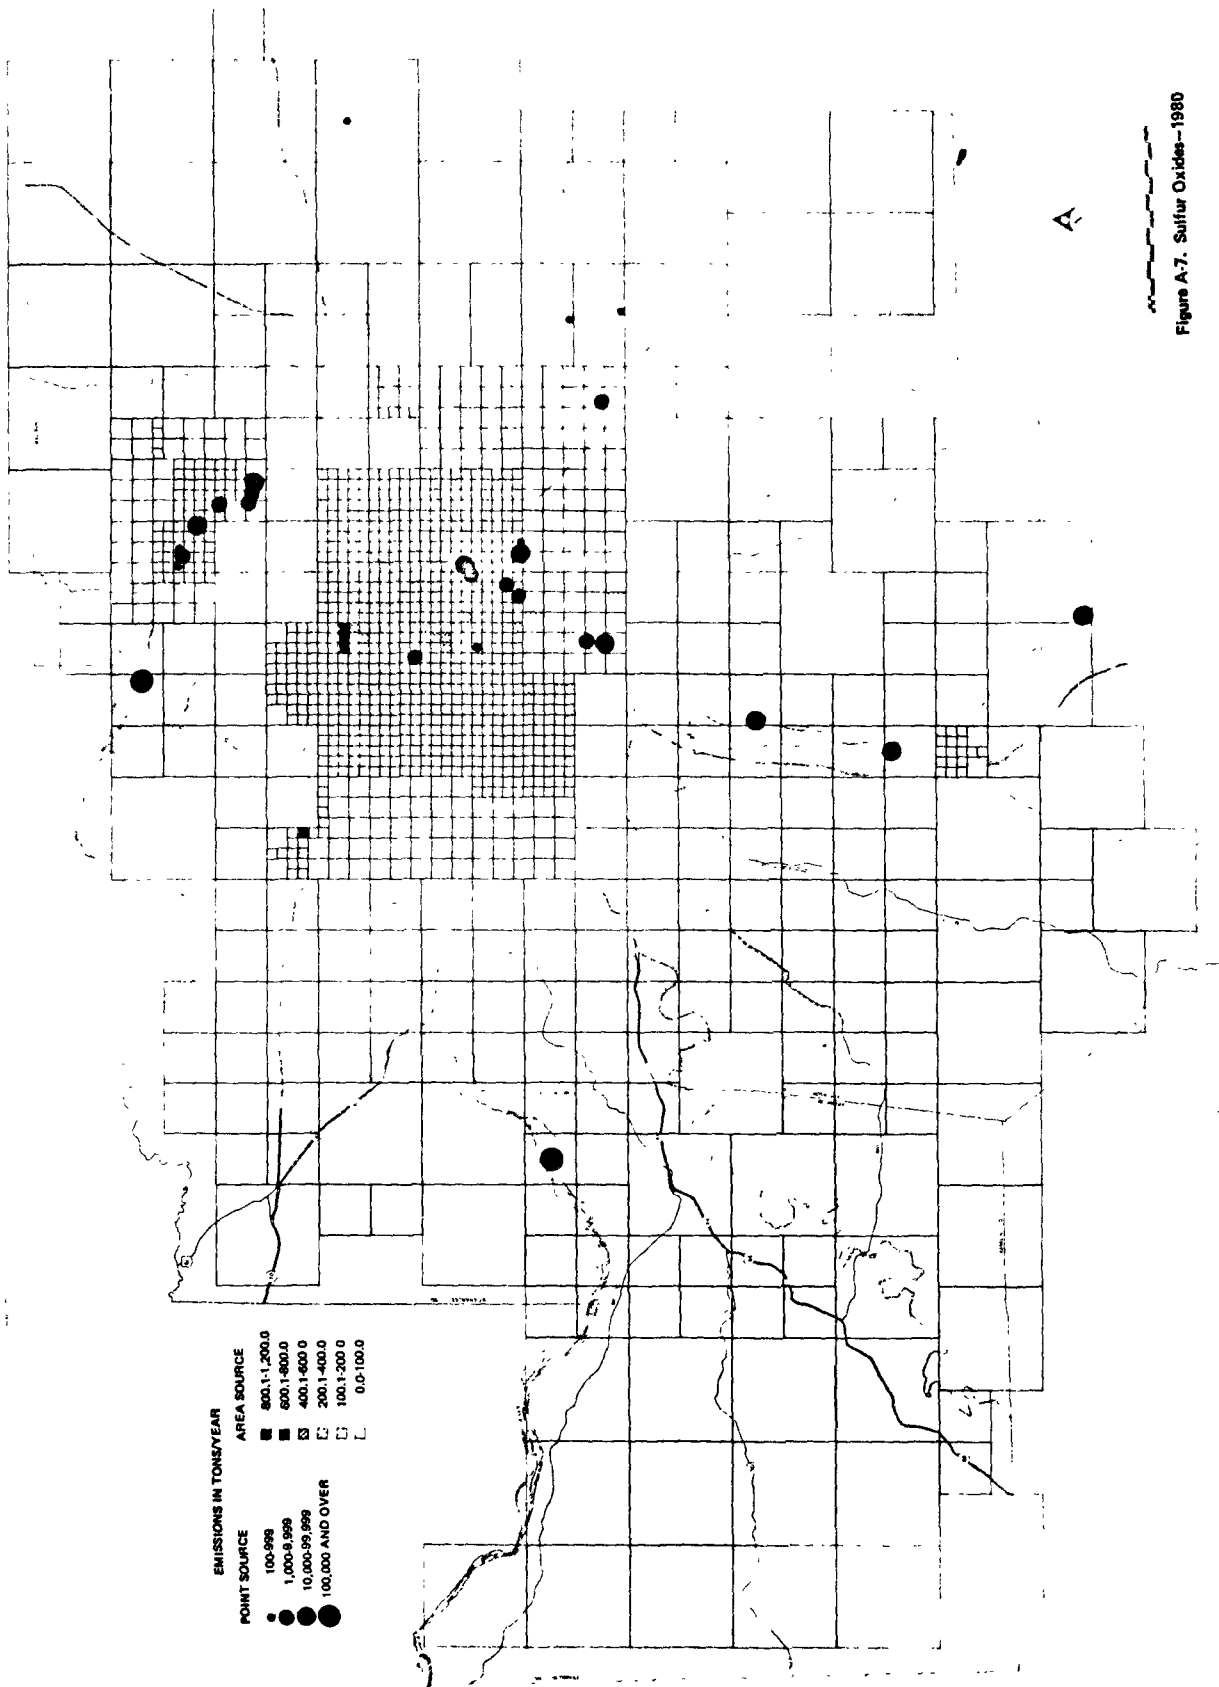 EMISSIONS IN TONS/YEAR
POINT SOURCE
100-999
1,000-9,999
10,000-99,999
100,000 AND OVER
AREA SOURCE
800.1-1,200.0
600.1-800.0
400.1-600 0
200.1-400.0
100.1-200 0
0.0-100.0
Figure A-7. Sulfur Oxides—1980